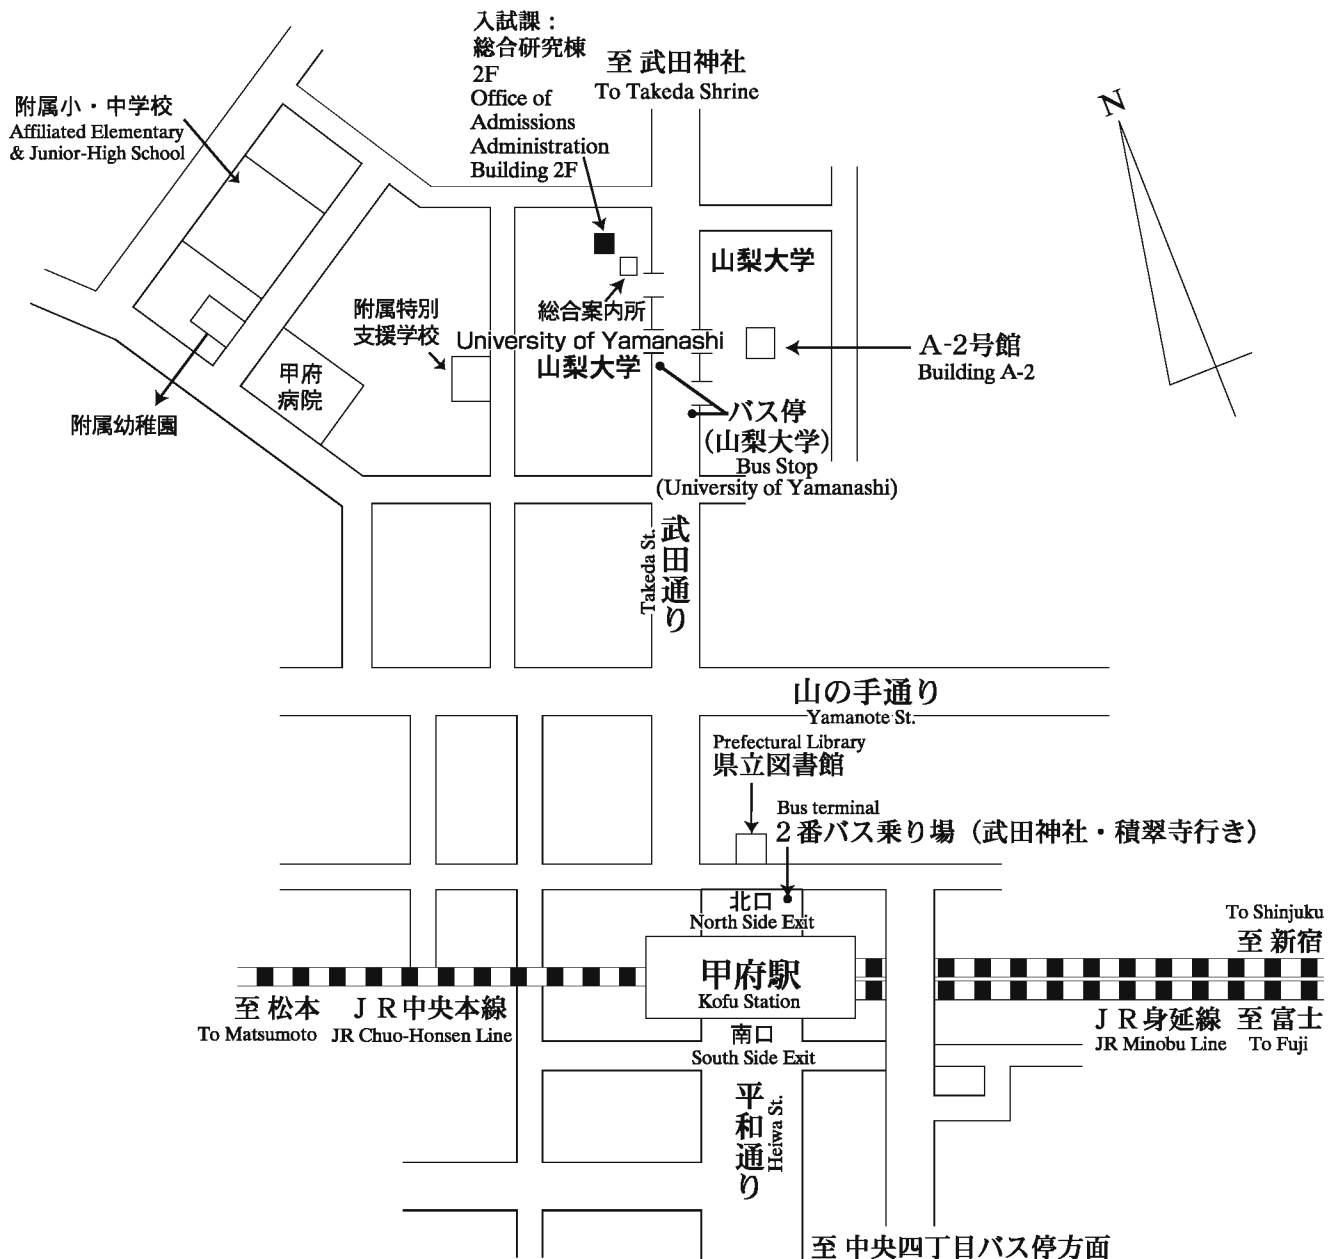 入試課：
総合研究棟
2F
Office of
Admissions
Administration
Building 2F
至 武田神社
To Takeda Shrine
N
附属小・中学校
Affiliated Elementary
& Junior-High School
山梨大学
附属特別
支援学校
総合案内所
University of Yamanashi
山梨大学
A-2号館
Building A-2
甲府
病院
附属幼稚園
バス停
(山梨大学)
Bus Stop
(University of Yamanashi)
武田通り
Takeda St.
山の手通り
Yamanote St.
Prefectural Library
県立図書館
Bus terminal
２番バス乗り場（武田神社・積翠寺行き）
北口
North Side Exit
To Shinjuku
至 新宿
甲府駅
Kofu Station
至 松本
To Matsumoto
ＪＲ中央本線
JR Chuo-Honsen Line
南口
South Side Exit
ＪＲ身延線
JR Minobu Line
至 富士
To Fuji
平和通り
Heiwa St.
至 中央四丁目バス停方面